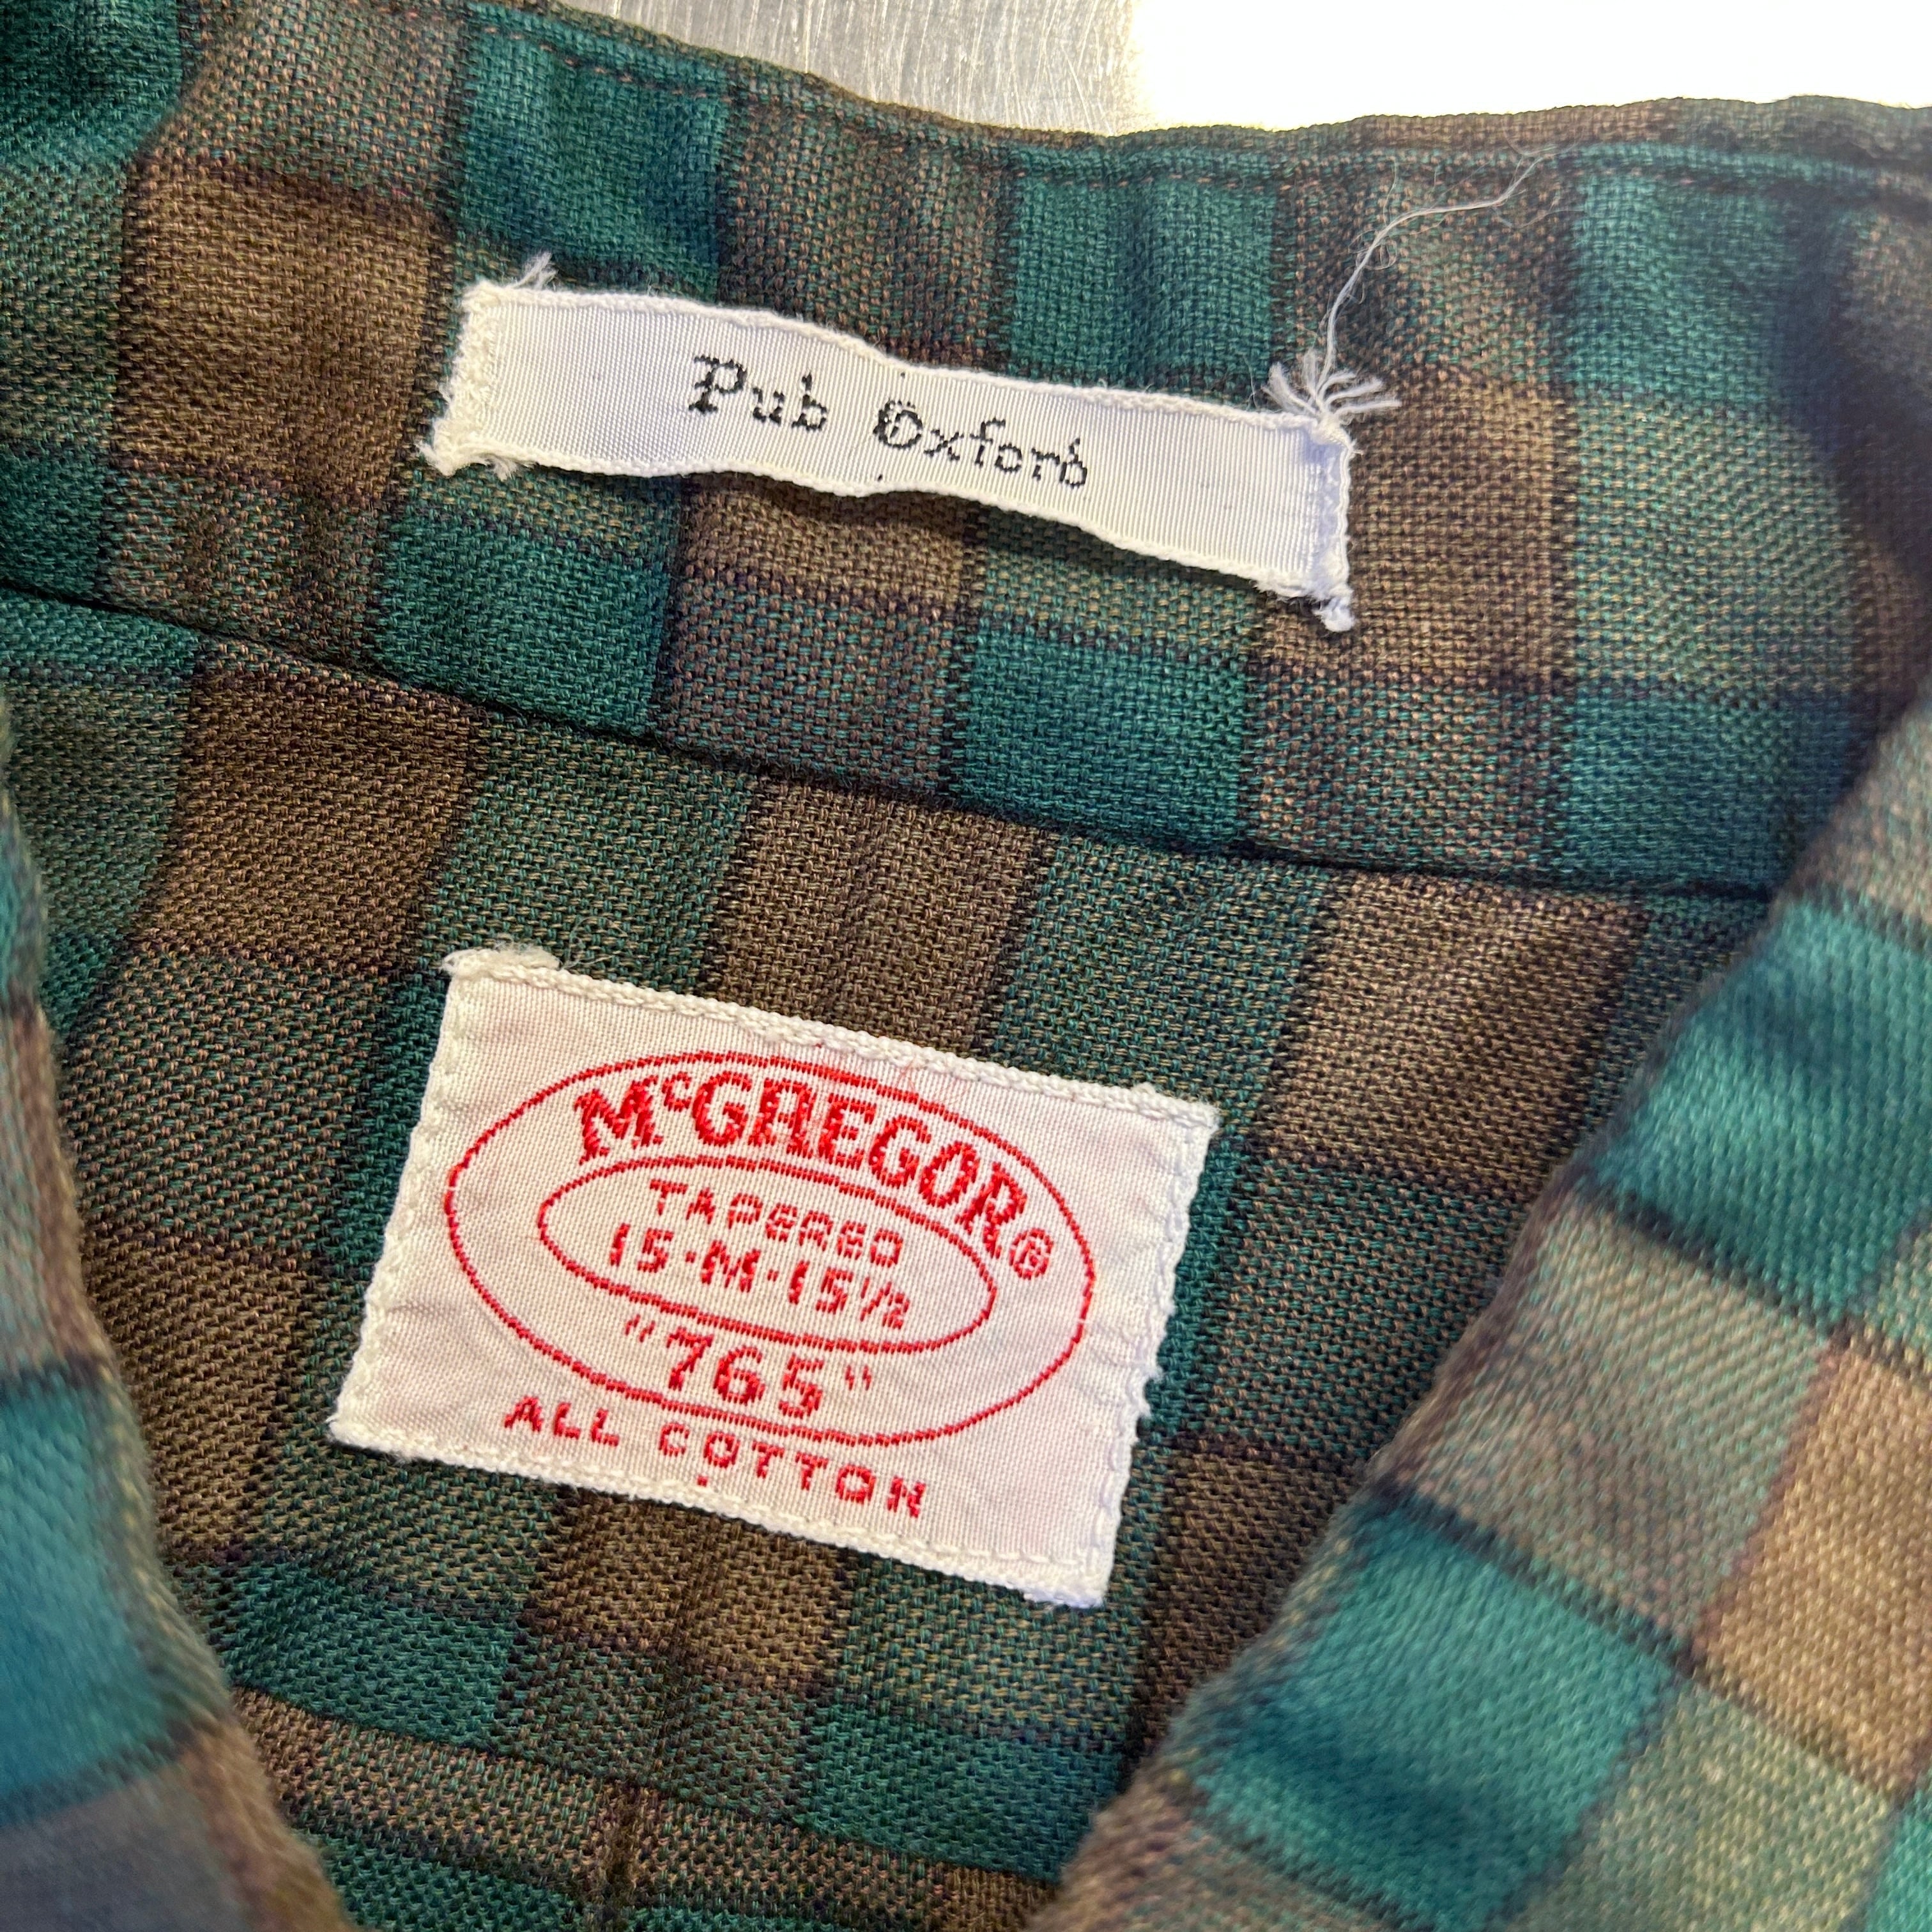 Pub Oxford
McGREGOR®
TAPERED
15·M·15½
"765"
ALL COTTON